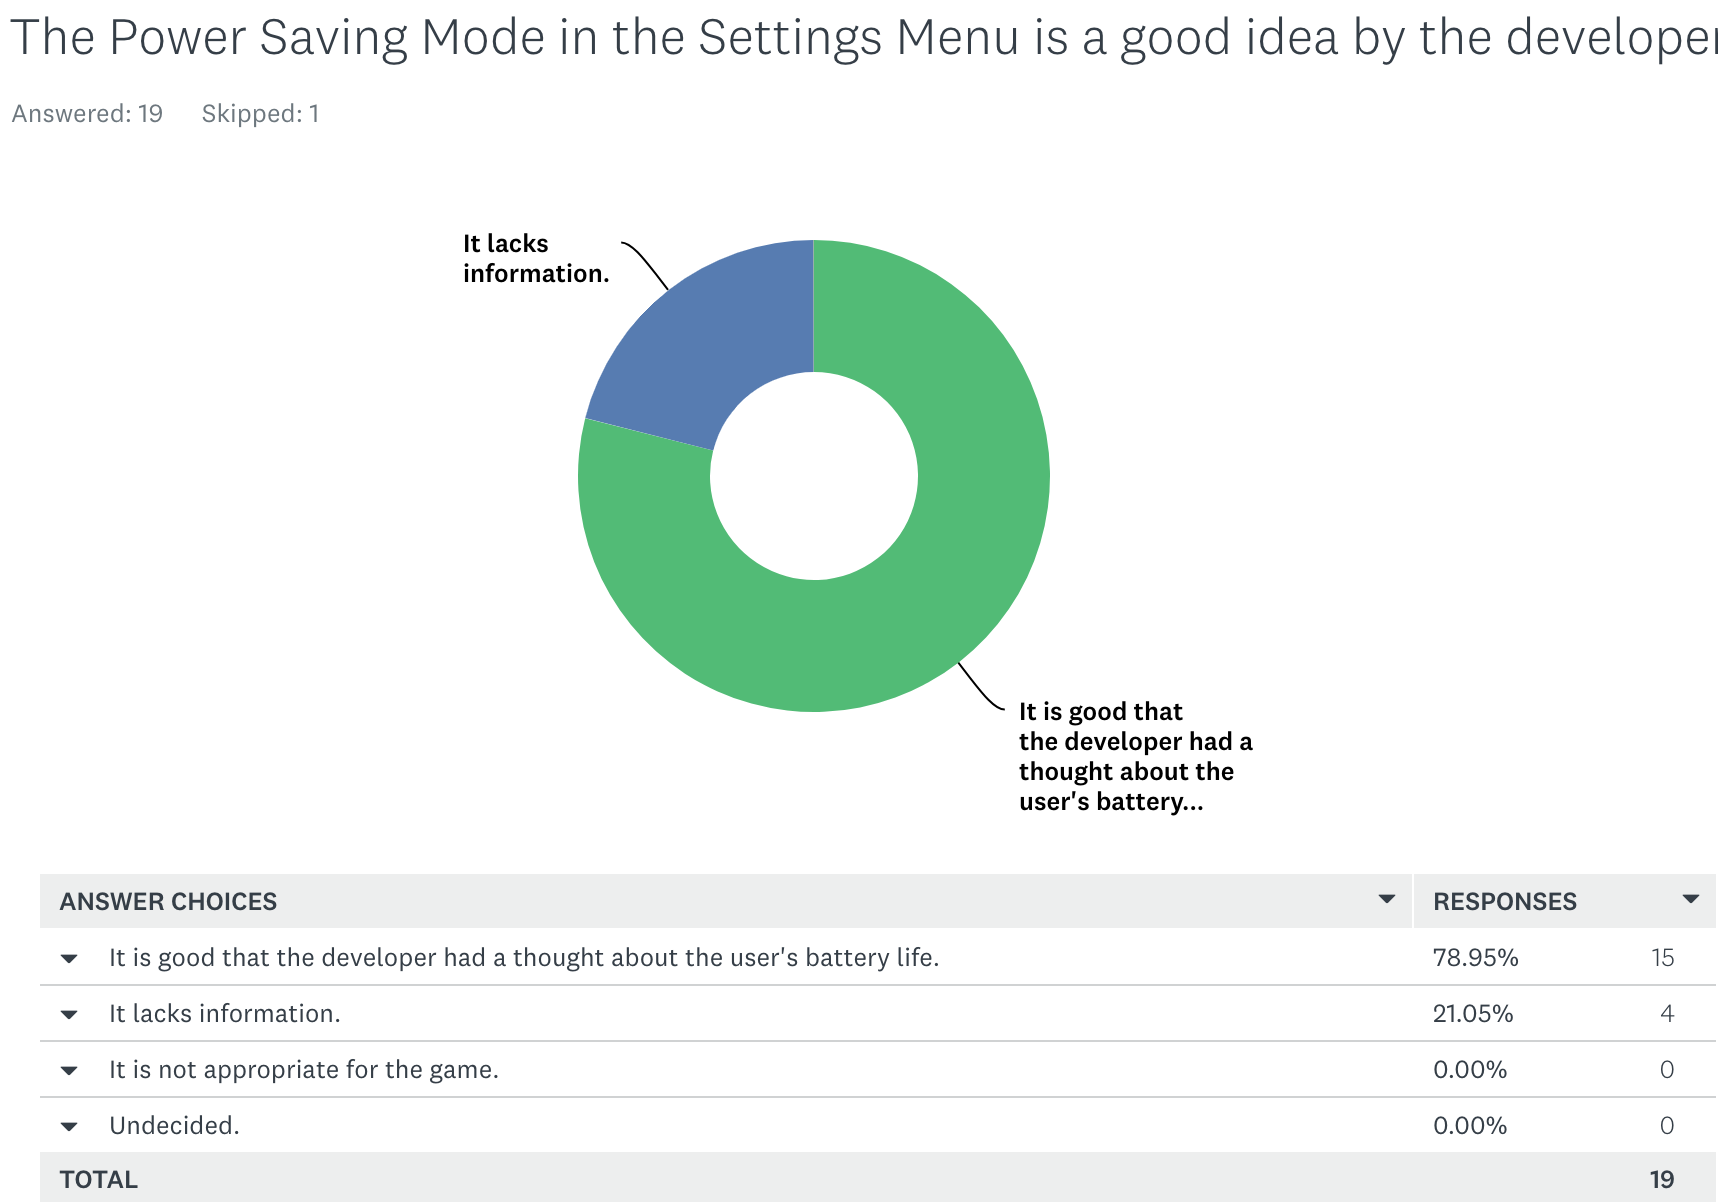 The Power Saving Mode in the Settings Menu is a good idea by the developer
Answered: 19 Skipped: 1
It lacks
information.
It is good that
the developer had a
thought about the
user's battery...
ANSWER CHOICES RESPONSES
It is good that the developer had a thought about the user's battery life. 78.95% 15
It lacks information. 21.05% 4
It is not appropriate for the game. 0.00% 0
Undecided. 0.00% 0
TOTAL 19